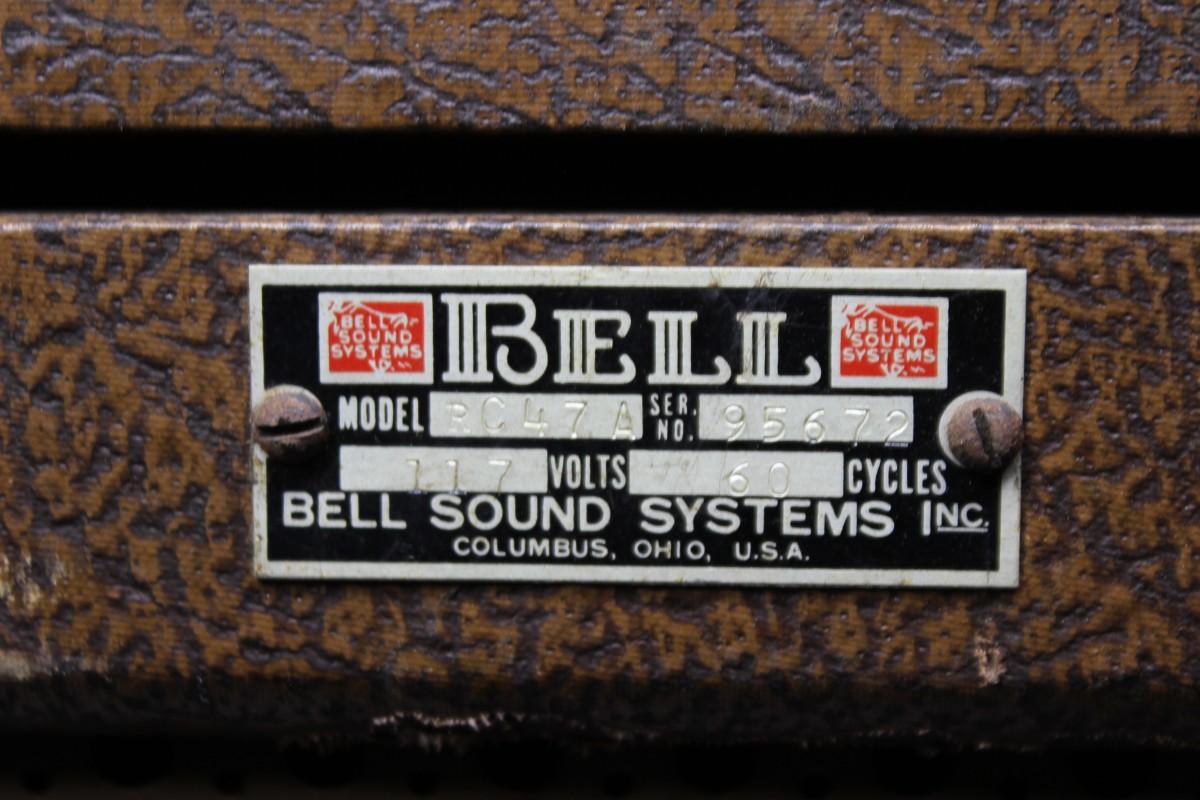 BELL SOUND SYSTEMS
BELL
BELL SOUND SYSTEMS
MODEL RC47A SER. NO. 95672
117 VOLTS 60 CYCLES
BELL SOUND SYSTEMS INC.
COLUMBUS, OHIO, U.S.A.